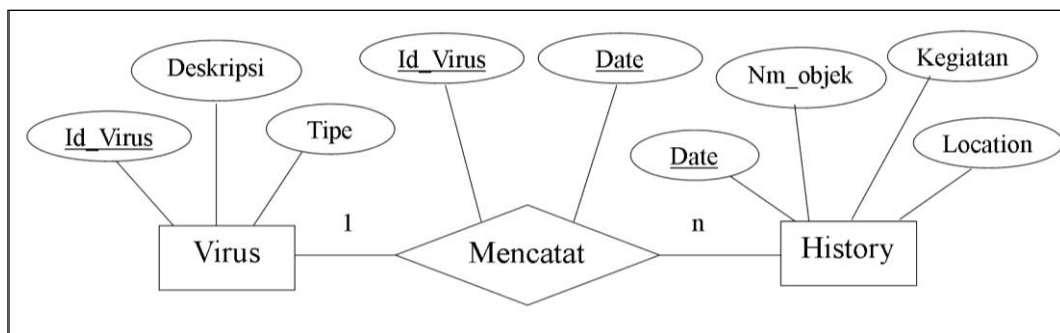 Deskripsi
Id_Virus
Tipe
Virus
1
Id_Virus
Date
Mencatat
n
Nm_objek
Kegiatan
Date
Location
History